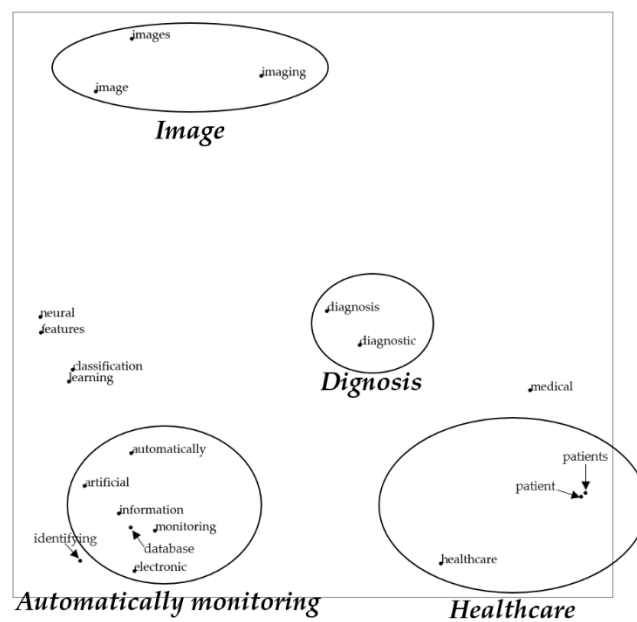 images
imaging
image
Image
neural
features
classification
learning
diagnosis
diagnostic
Dignosis
medical
automatically
artificial
information
monitoring
identifying
database
electronic
Automatically monitoring
patients
patient
healthcare
Healthcare